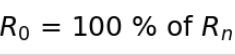 R₀ = 100 % of Rₙ